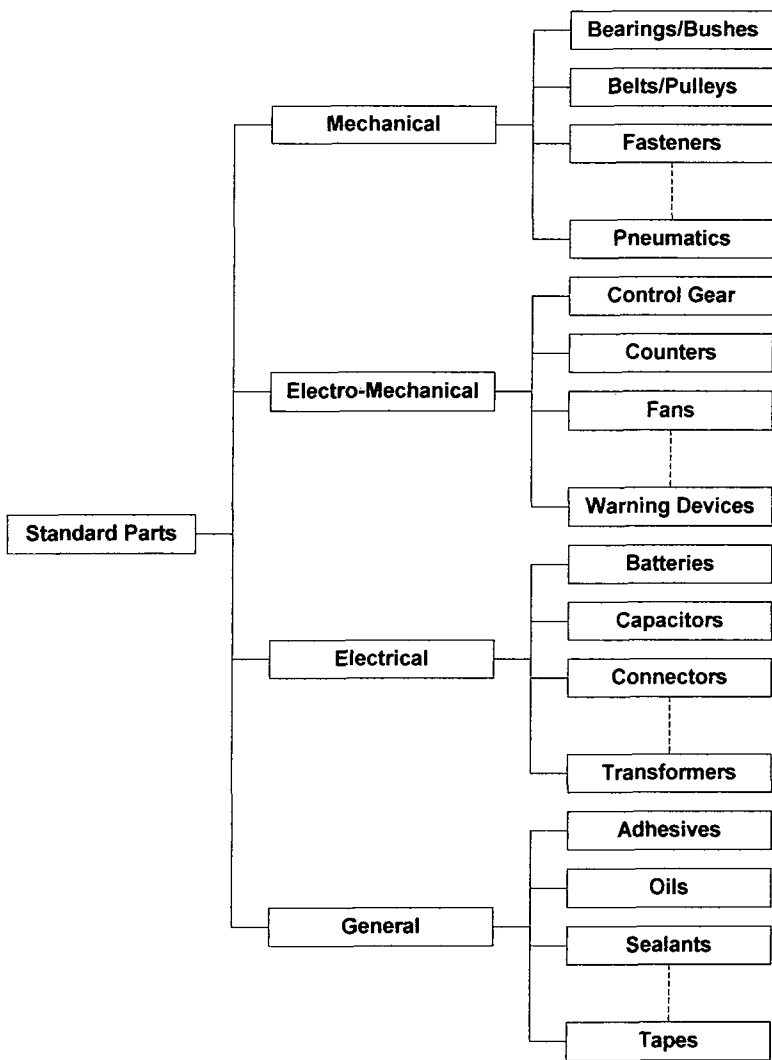 Bearings/Bushes
Belts/Pulleys
Mechanical
Fasteners
Pneumatics
Control Gear
Counters
Electro-Mechanical
Fans
Warning Devices
Standard Parts
Batteries
Capacitors
Electrical
Connectors
Transformers
Adhesives
Oils
General
Sealants
Tapes